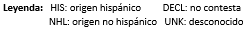 Leyenda: HIS: origen hispánico DECL: no contesta
NHL: origen no hispánico UNK: desconocido